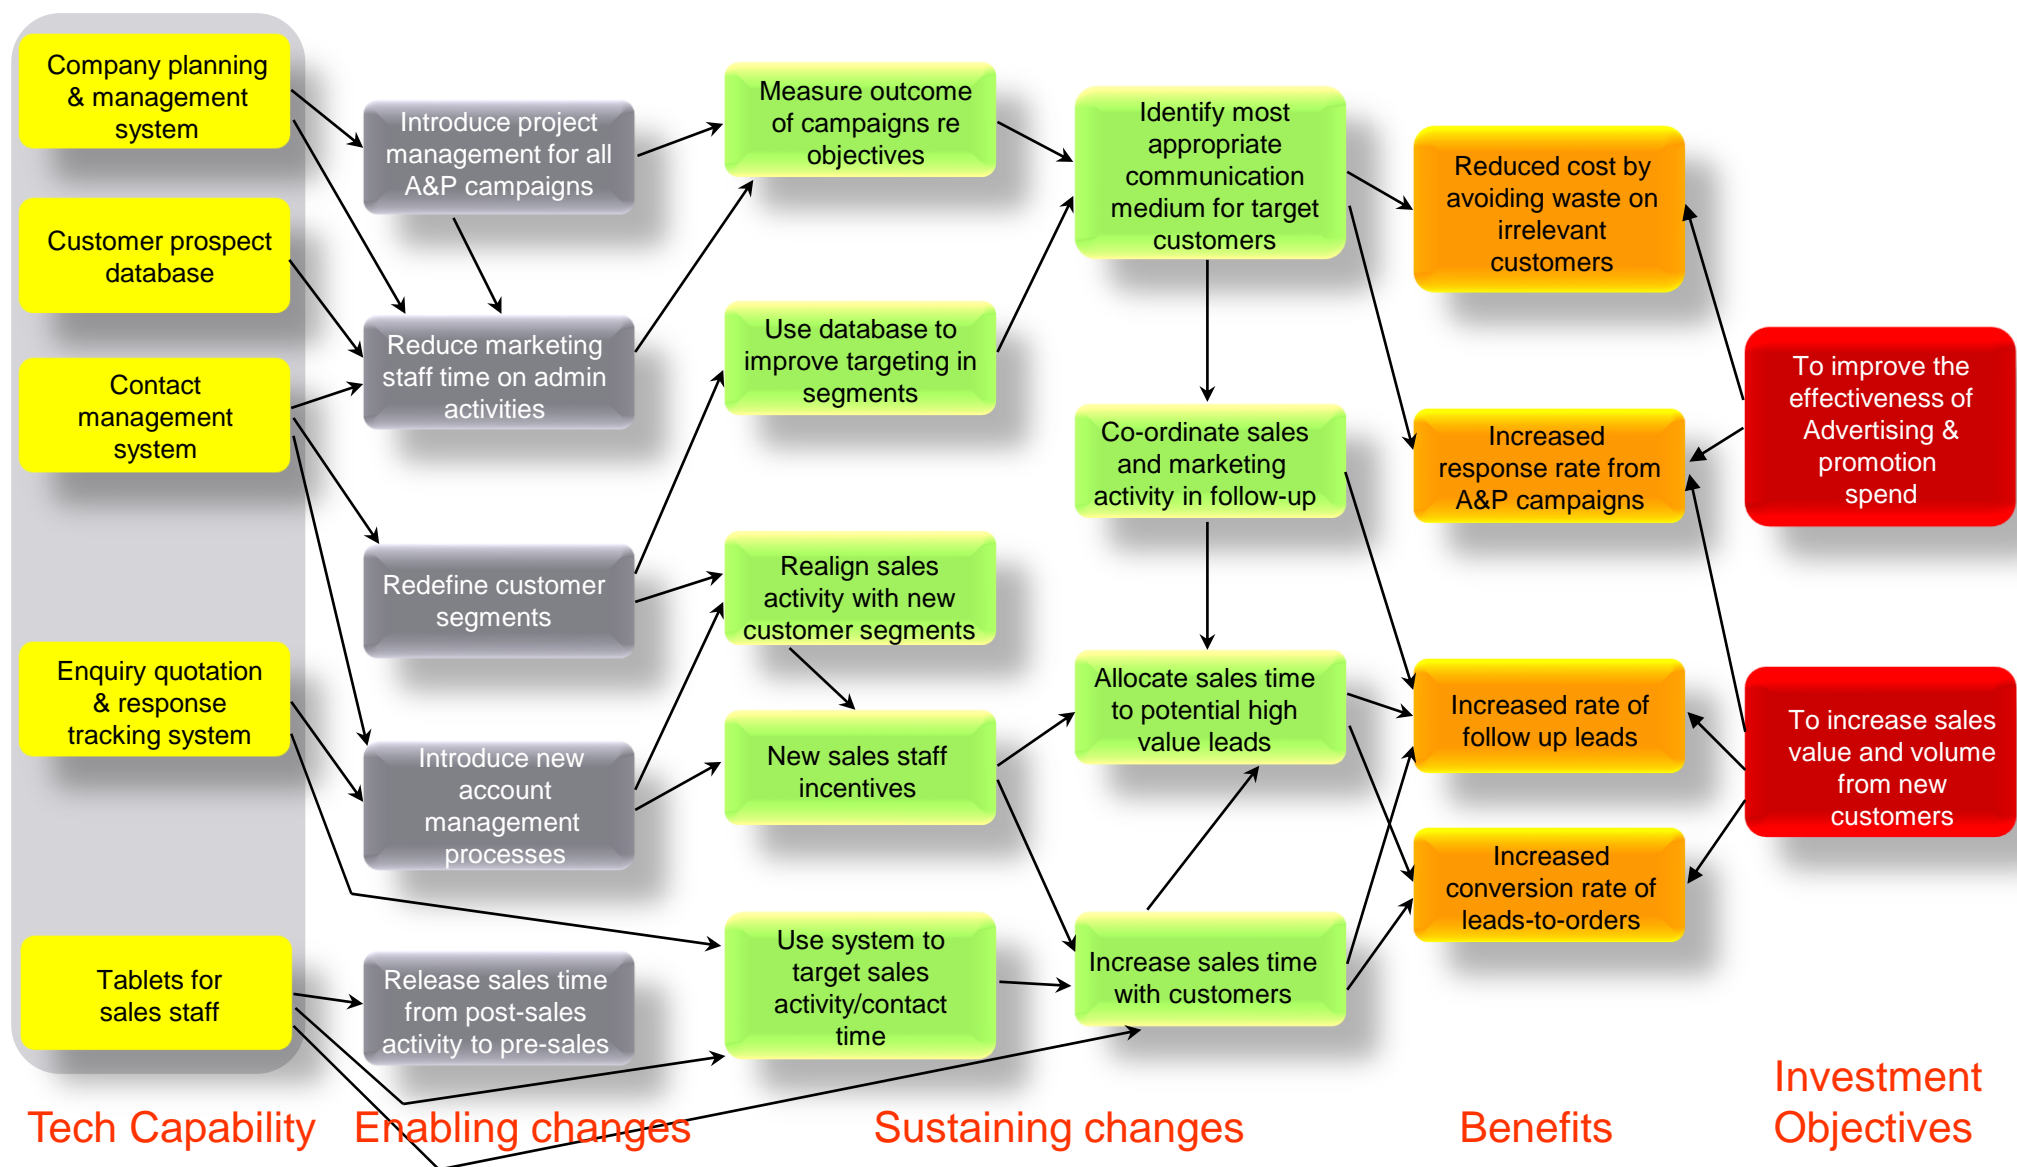 Company planning
& management
system
Customer prospect
database
Contact
management
system
Enquiry quotation
& response
tracking system
Tablets for
sales staff
Introduce project
management for all
A&P campaigns
Reduce marketing
staff time on admin
activities
Redefine customer
segments
Introduce new
account
management
processes
Release sales time
from post-sales
activity to pre-sales
Measure outcome
of campaigns re
objectives
Use database to
improve targeting in
segments
Realign sales
activity with new
customer segments
New sales staff
incentives
Use system to
target sales
activity/contact
time
Identify most
appropriate
communication
medium for target
customers
Co-ordinate sales
and marketing
activity in follow-up
Allocate sales time
to potential high
value leads
Increase sales time
with customers
Reduced cost by
avoiding waste on
irrelevant
customers
Increased
response rate from
A&P campaigns
Increased rate of
follow up leads
Increased
conversion rate of
leads-to-orders
To improve the
effectiveness of
Advertising &
promotion
spend
To increase sales
value and volume
from new
customers
Tech Capability
Enabling changes
Sustaining changes
Benefits
Investment
Objectives